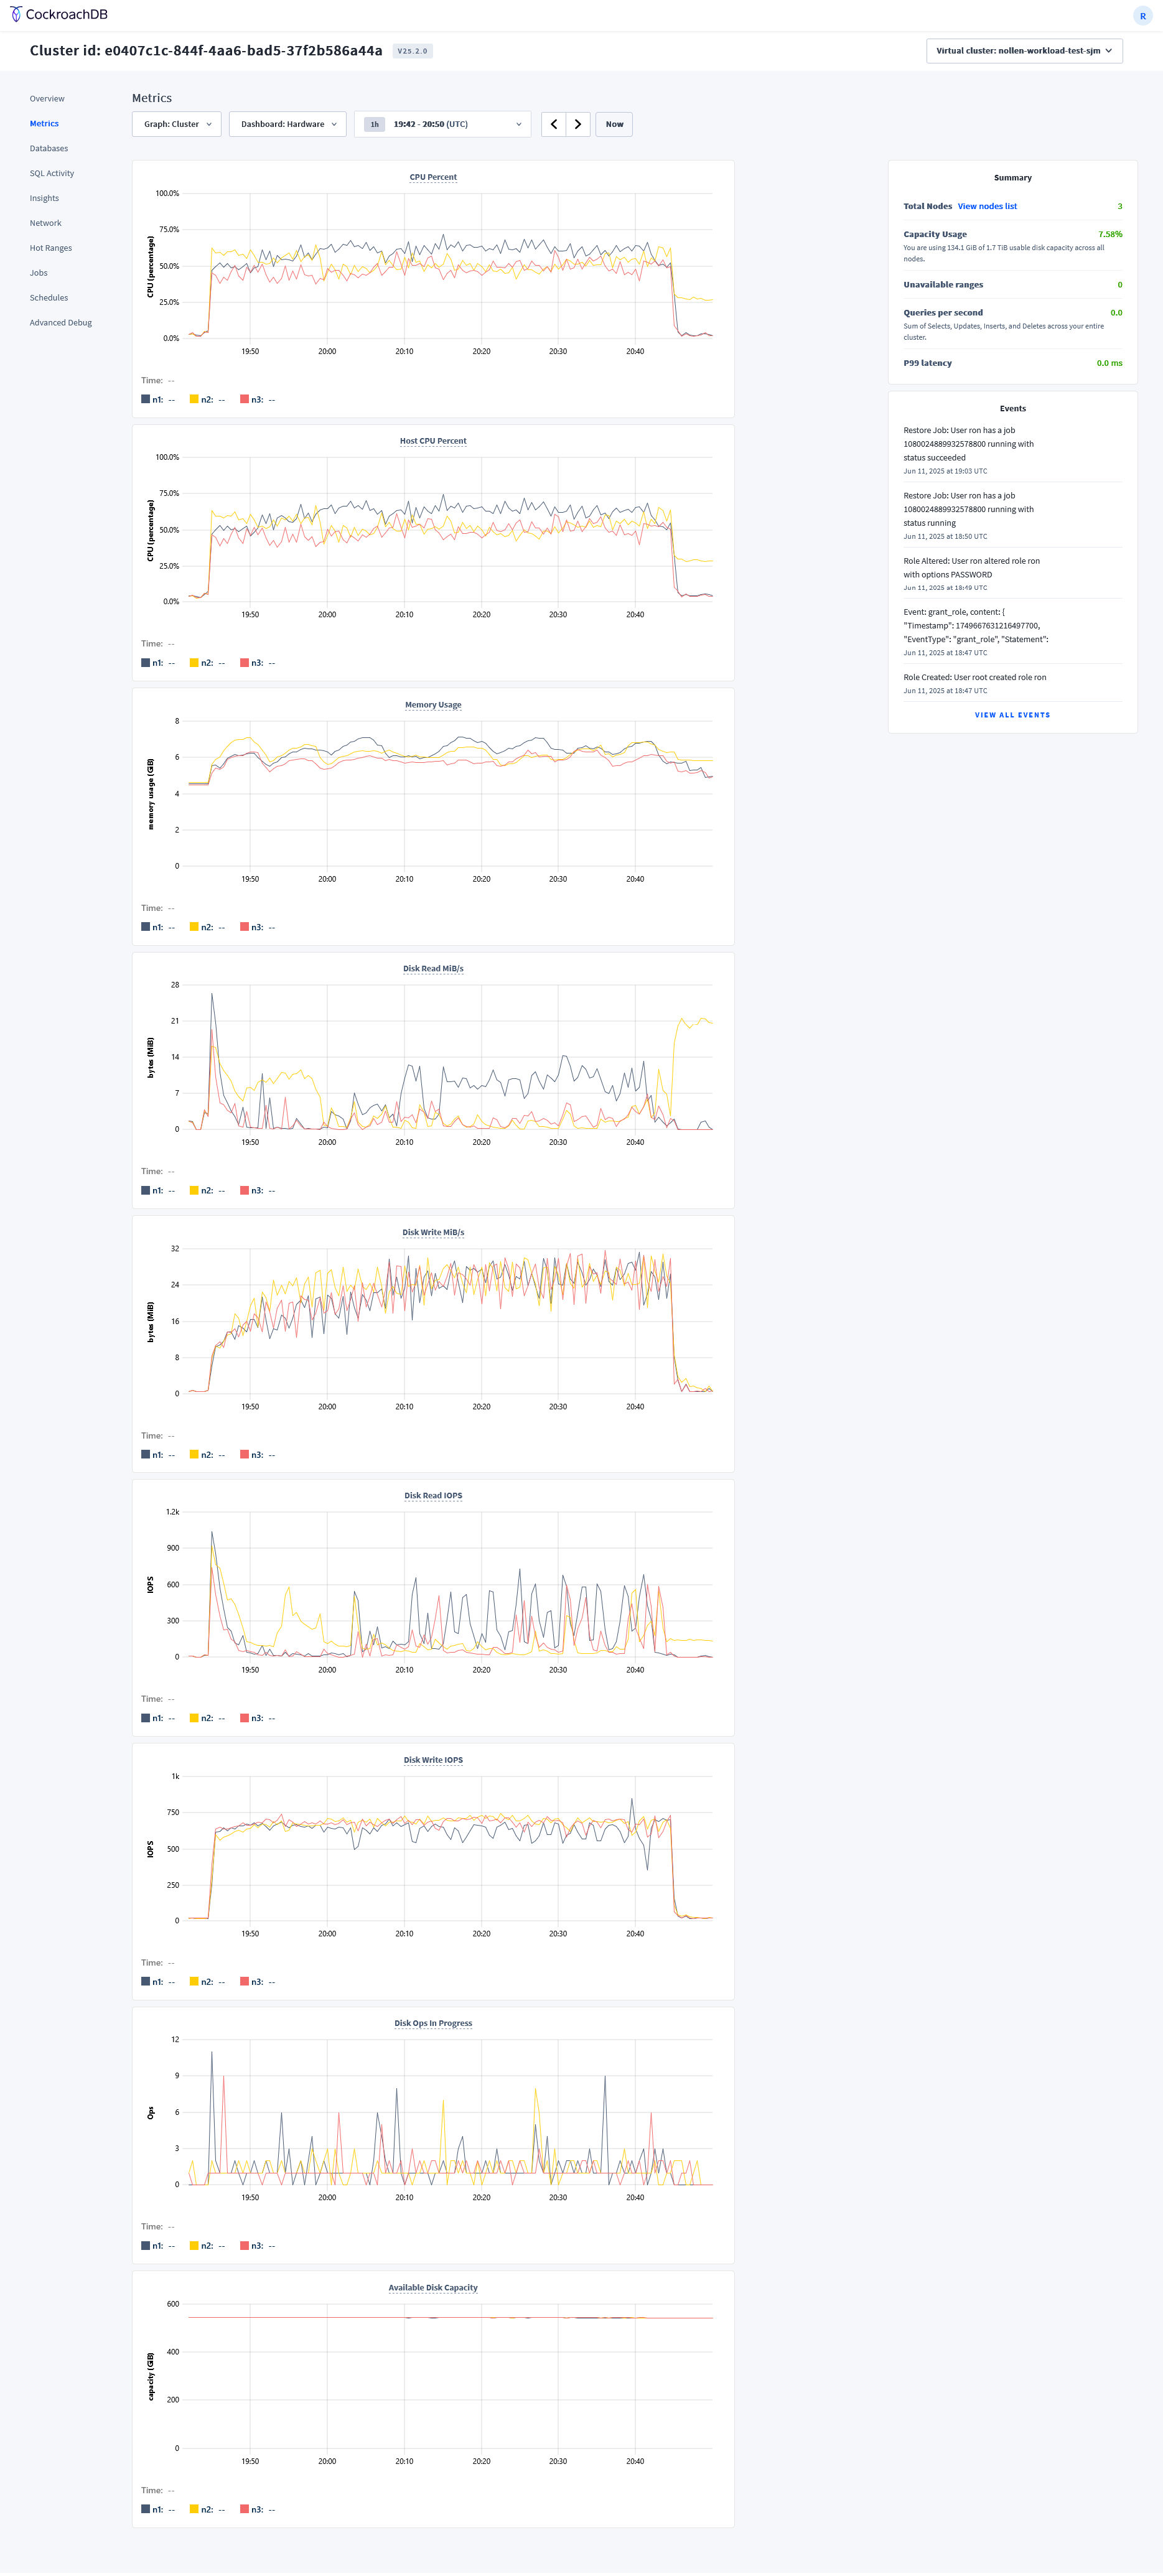 CockroachDB
R
Cluster id: e0407c1c-844f-4aa6-bad5-37f2b586a44a
V25.2.0
Virtual cluster: nollen-workload-test-sjm
Overview
Metrics
Databases
SQL Activity
Insights
Network
Hot Ranges
Jobs
Schedules
Advanced Debug
Metrics
Graph: Cluster
Dashboard: Hardware
1h 19:42 - 20:50 (UTC)
Now
CPU Percent
CPU (percentage)
100.0%
75.0%
50.0%
25.0%
0.0%
19:50 20:00 20:10 20:20 20:30 20:40
Time: --
n1: -- n2: -- n3: --
Host CPU Percent
CPU (percentage)
100.0%
75.0%
50.0%
25.0%
0.0%
19:50 20:00 20:10 20:20 20:30 20:40
Time: --
n1: -- n2: -- n3: --
Memory Usage
memory usage (GiB)
8
6
4
2
0
19:50 20:00 20:10 20:20 20:30 20:40
Time: --
n1: -- n2: -- n3: --
Disk Read MiB/s
bytes (MiB)
28
21
14
7
0
19:50 20:00 20:10 20:20 20:30 20:40
Time: --
n1: -- n2: -- n3: --
Disk Write MiB/s
bytes (MiB)
32
24
16
8
0
19:50 20:00 20:10 20:20 20:30 20:40
Time: --
n1: -- n2: -- n3: --
Disk Read IOPS
IOPS
1.2k
900
600
300
0
19:50 20:00 20:10 20:20 20:30 20:40
Time: --
n1: -- n2: -- n3: --
Disk Write IOPS
IOPS
1k
750
500
250
0
19:50 20:00 20:10 20:20 20:30 20:40
Time: --
n1: -- n2: -- n3: --
Disk Ops In Progress
Ops
12
9
6
3
0
19:50 20:00 20:10 20:20 20:30 20:40
Time: --
n1: -- n2: -- n3: --
Available Disk Capacity
capacity (GiB)
600
400
200
0
19:50 20:00 20:10 20:20 20:30 20:40
Time: --
n1: -- n2: -- n3: --
Summary
Total Nodes View nodes list 3
Capacity Usage 7.58%
You are using 134.1 GiB of 1.7 TiB usable disk capacity across all
nodes.
Unavailable ranges 0
Queries per second 0.0
Sum of Selects, Updates, Inserts, and Deletes across your entire
cluster.
P99 latency 0.0 ms
Events
Restore Job: User ron has a job
1080024889932578800 running with
status succeeded
Jun 11, 2025 at 19:03 UTC
Restore Job: User ron has a job
1080024889932578800 running with
status running
Jun 11, 2025 at 18:50 UTC
Role Altered: User ron altered role ron
with options PASSWORD
Jun 11, 2025 at 18:49 UTC
Event: grant_role, content: {
"Timestamp": 1749667631216497700,
"EventType": "grant_role", "Statement":
Jun 11, 2025 at 18:47 UTC
Role Created: User root created role ron
Jun 11, 2025 at 18:47 UTC
VIEW ALL EVENTS